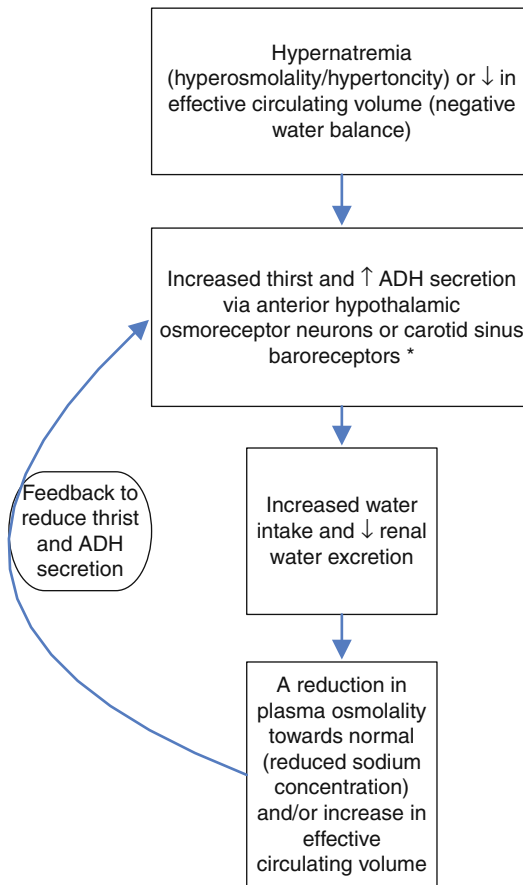 Hypernatremia
(hyperosmolality/hypertoncity) or ↓ in
effective circulating volume (negative
water balance)
Increased thirst and ↑ ADH secretion
via anterior hypothalamic
osmoreceptor neurons or carotid sinus
baroreceptors *
Feedback to
reduce thrist
and ADH
secretion
Increased water
intake and ↓ renal
water excretion
A reduction in
plasma osmolality
towards normal
(reduced sodium
concentration)
and/or increase in
effective
circulating volume